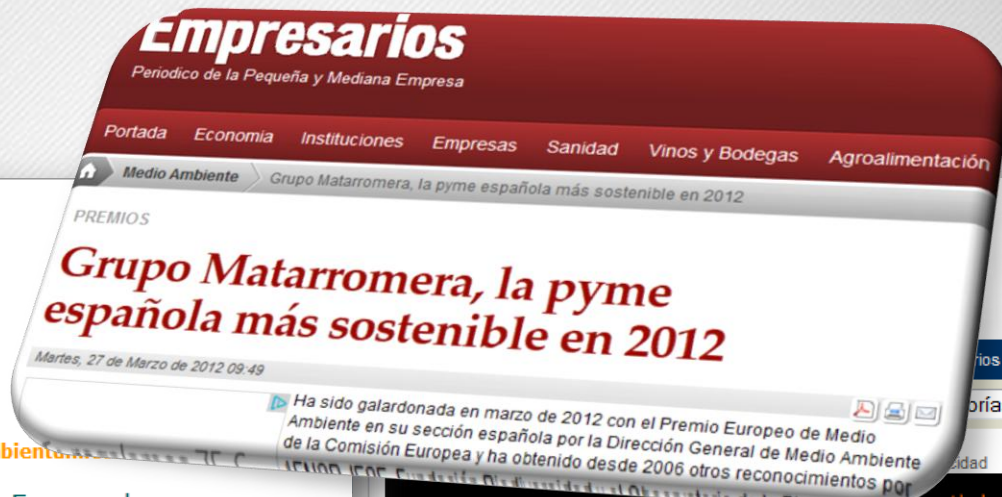 Empresarios
Periodico de la Pequeña y Mediana Empresa
Portada Economia Instituciones Empresas Sanidad Vinos y Bodegas Agroalimentación
Medio Ambiente Grupo Matarromera, la pyme española más sostenible en 2012
PREMIOS
Grupo Matarromera, la pyme
española más sostenible en 2012
Martes, 27 de Marzo de 2012 09:49
Ha sido galardonada en marzo de 2012 con el Premio Europeo de Medio
Ambiente en su sección española por la Dirección General de Medio Ambiente
de la Comisión Europea y ha obtenido desde 2006 otros reconocimientos por